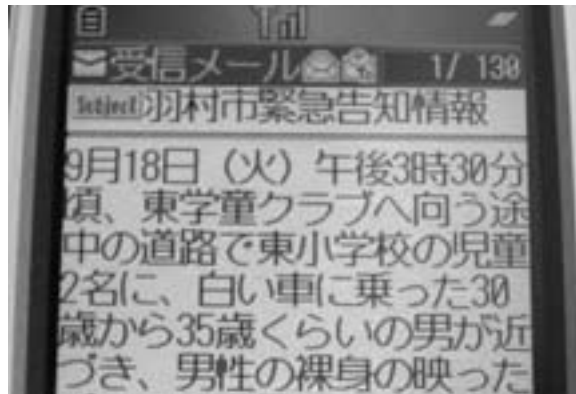 受信メール 1/ 130
Subject 羽村市緊急告知情報
9月18日（火）午後3時30分
頃、東学童クラブへ向う途
中の道路で東小学校の児童
2名に、白い車に乗った30
歳から35歳くらいの男が近
づき、男性の裸身の映った